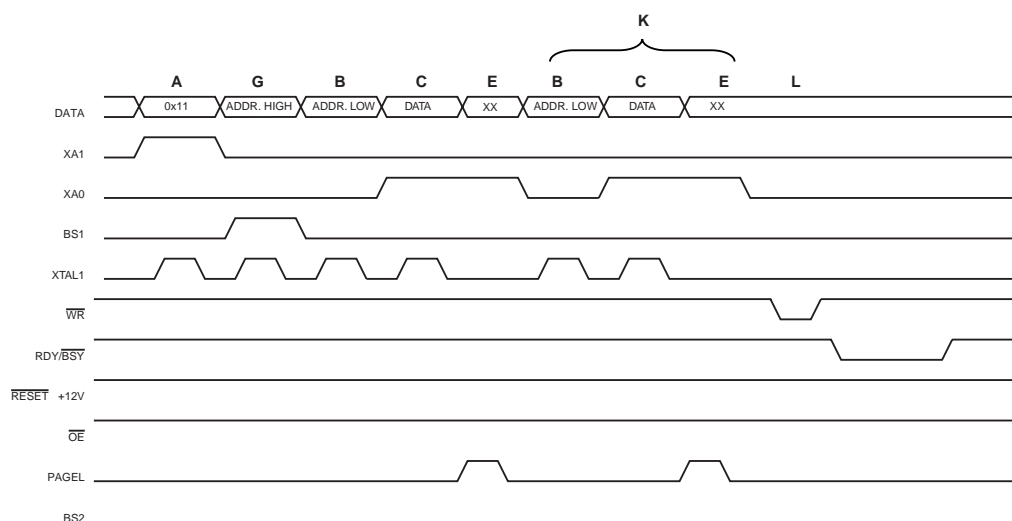 K
A G B C E B C E L
DATA 0x11 ADDR. HIGH ADDR. LOW DATA XX ADDR. LOW DATA XX
XA1
XA0
BS1
XTAL1
WR
RDY/BSY
RESET +12V
OE
PAGEL
BS2